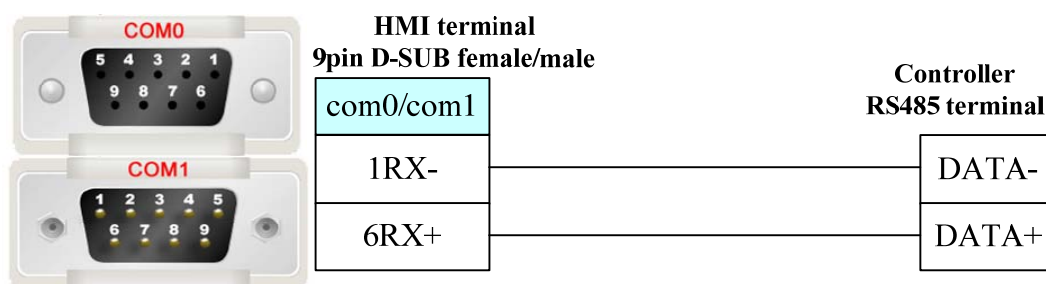 COM0
5 4 3 2 1
9 8 7 6
COM1
1 2 3 4 5
6 7 8 9
HMI terminal
9pin D-SUB female/male
com0/com1
1RX-
6RX+
Controller
RS485 terminal
DATA-
DATA+